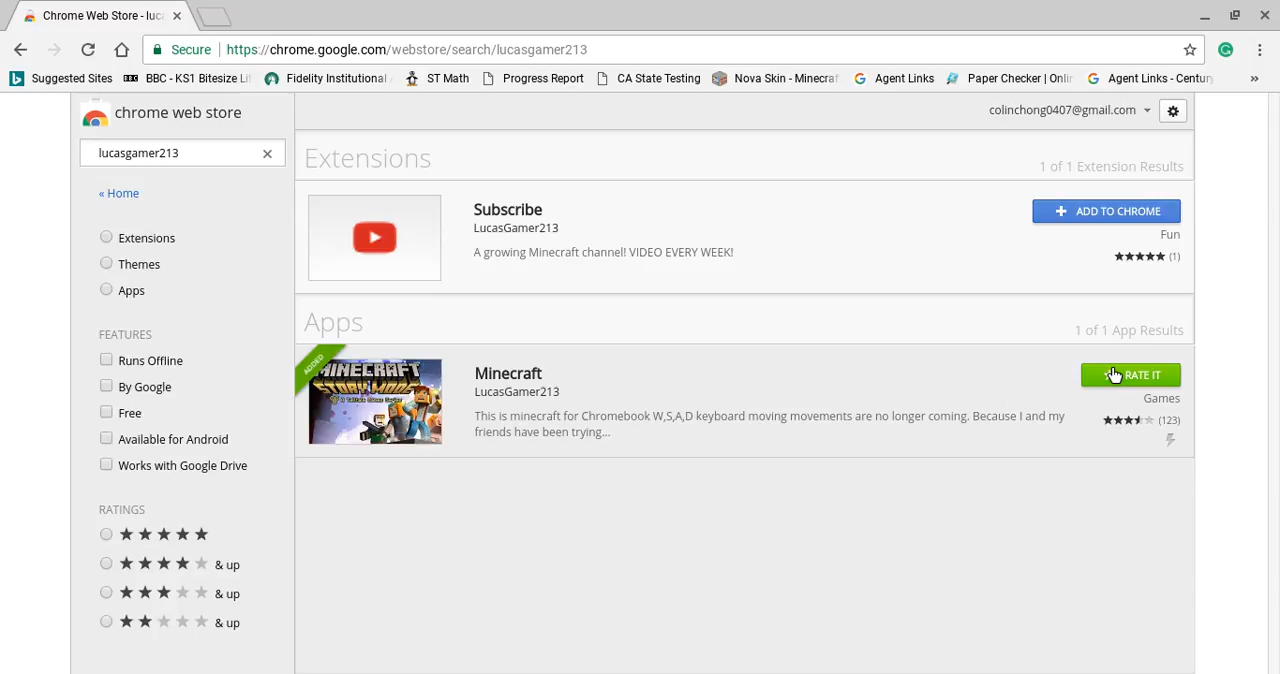 Chrome Web Store - luca
Secure
https://chrome.google.com/webstore/search/lucasgamer213
Suggested Sites
BBC - KS1 Bitesize Li
Fidelity Institutional
ST Math
Progress Report
CA State Testing
Nova Skin - Minecraf
Agent Links
Paper Checker | Onlin
Agent Links - Century
»
chrome web store
colinchong0407@gmail.com
lucasgamer213
« Home
Extensions
Themes
Apps
FEATURES
Runs Offline
By Google
Free
Available for Android
Works with Google Drive
RATINGS
& up
& up
& up
Extensions
1 of 1 Extension Results
Subscribe
LucasGamer213
A growing Minecraft channel! VIDEO EVERY WEEK!
ADD TO CHROME
Fun
(1)
Apps
1 of 1 App Results
ADDED
MINECRAFT
STORY MODE
Minecraft
LucasGamer213
This is minecraft for Chromebook W,S,A,D keyboard moving movements are no longer coming. Because I and my
friends have been trying...
RATE IT
Games
(123)